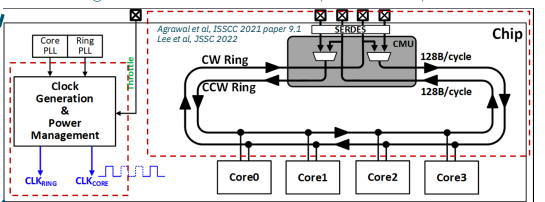 Agrawal et al, ISSCC 2021 paper 9.1
Lee et al, JSSC 2022
SERDES
Chip
CMU
Core PLL
Ring PLL
Throttle
Clock
Generation
&
Power
Management
CLKRING
CLKCORE
CW Ring
CCW Ring
128B/cycle
128B/cycle
Core0
Core1
Core2
Core3